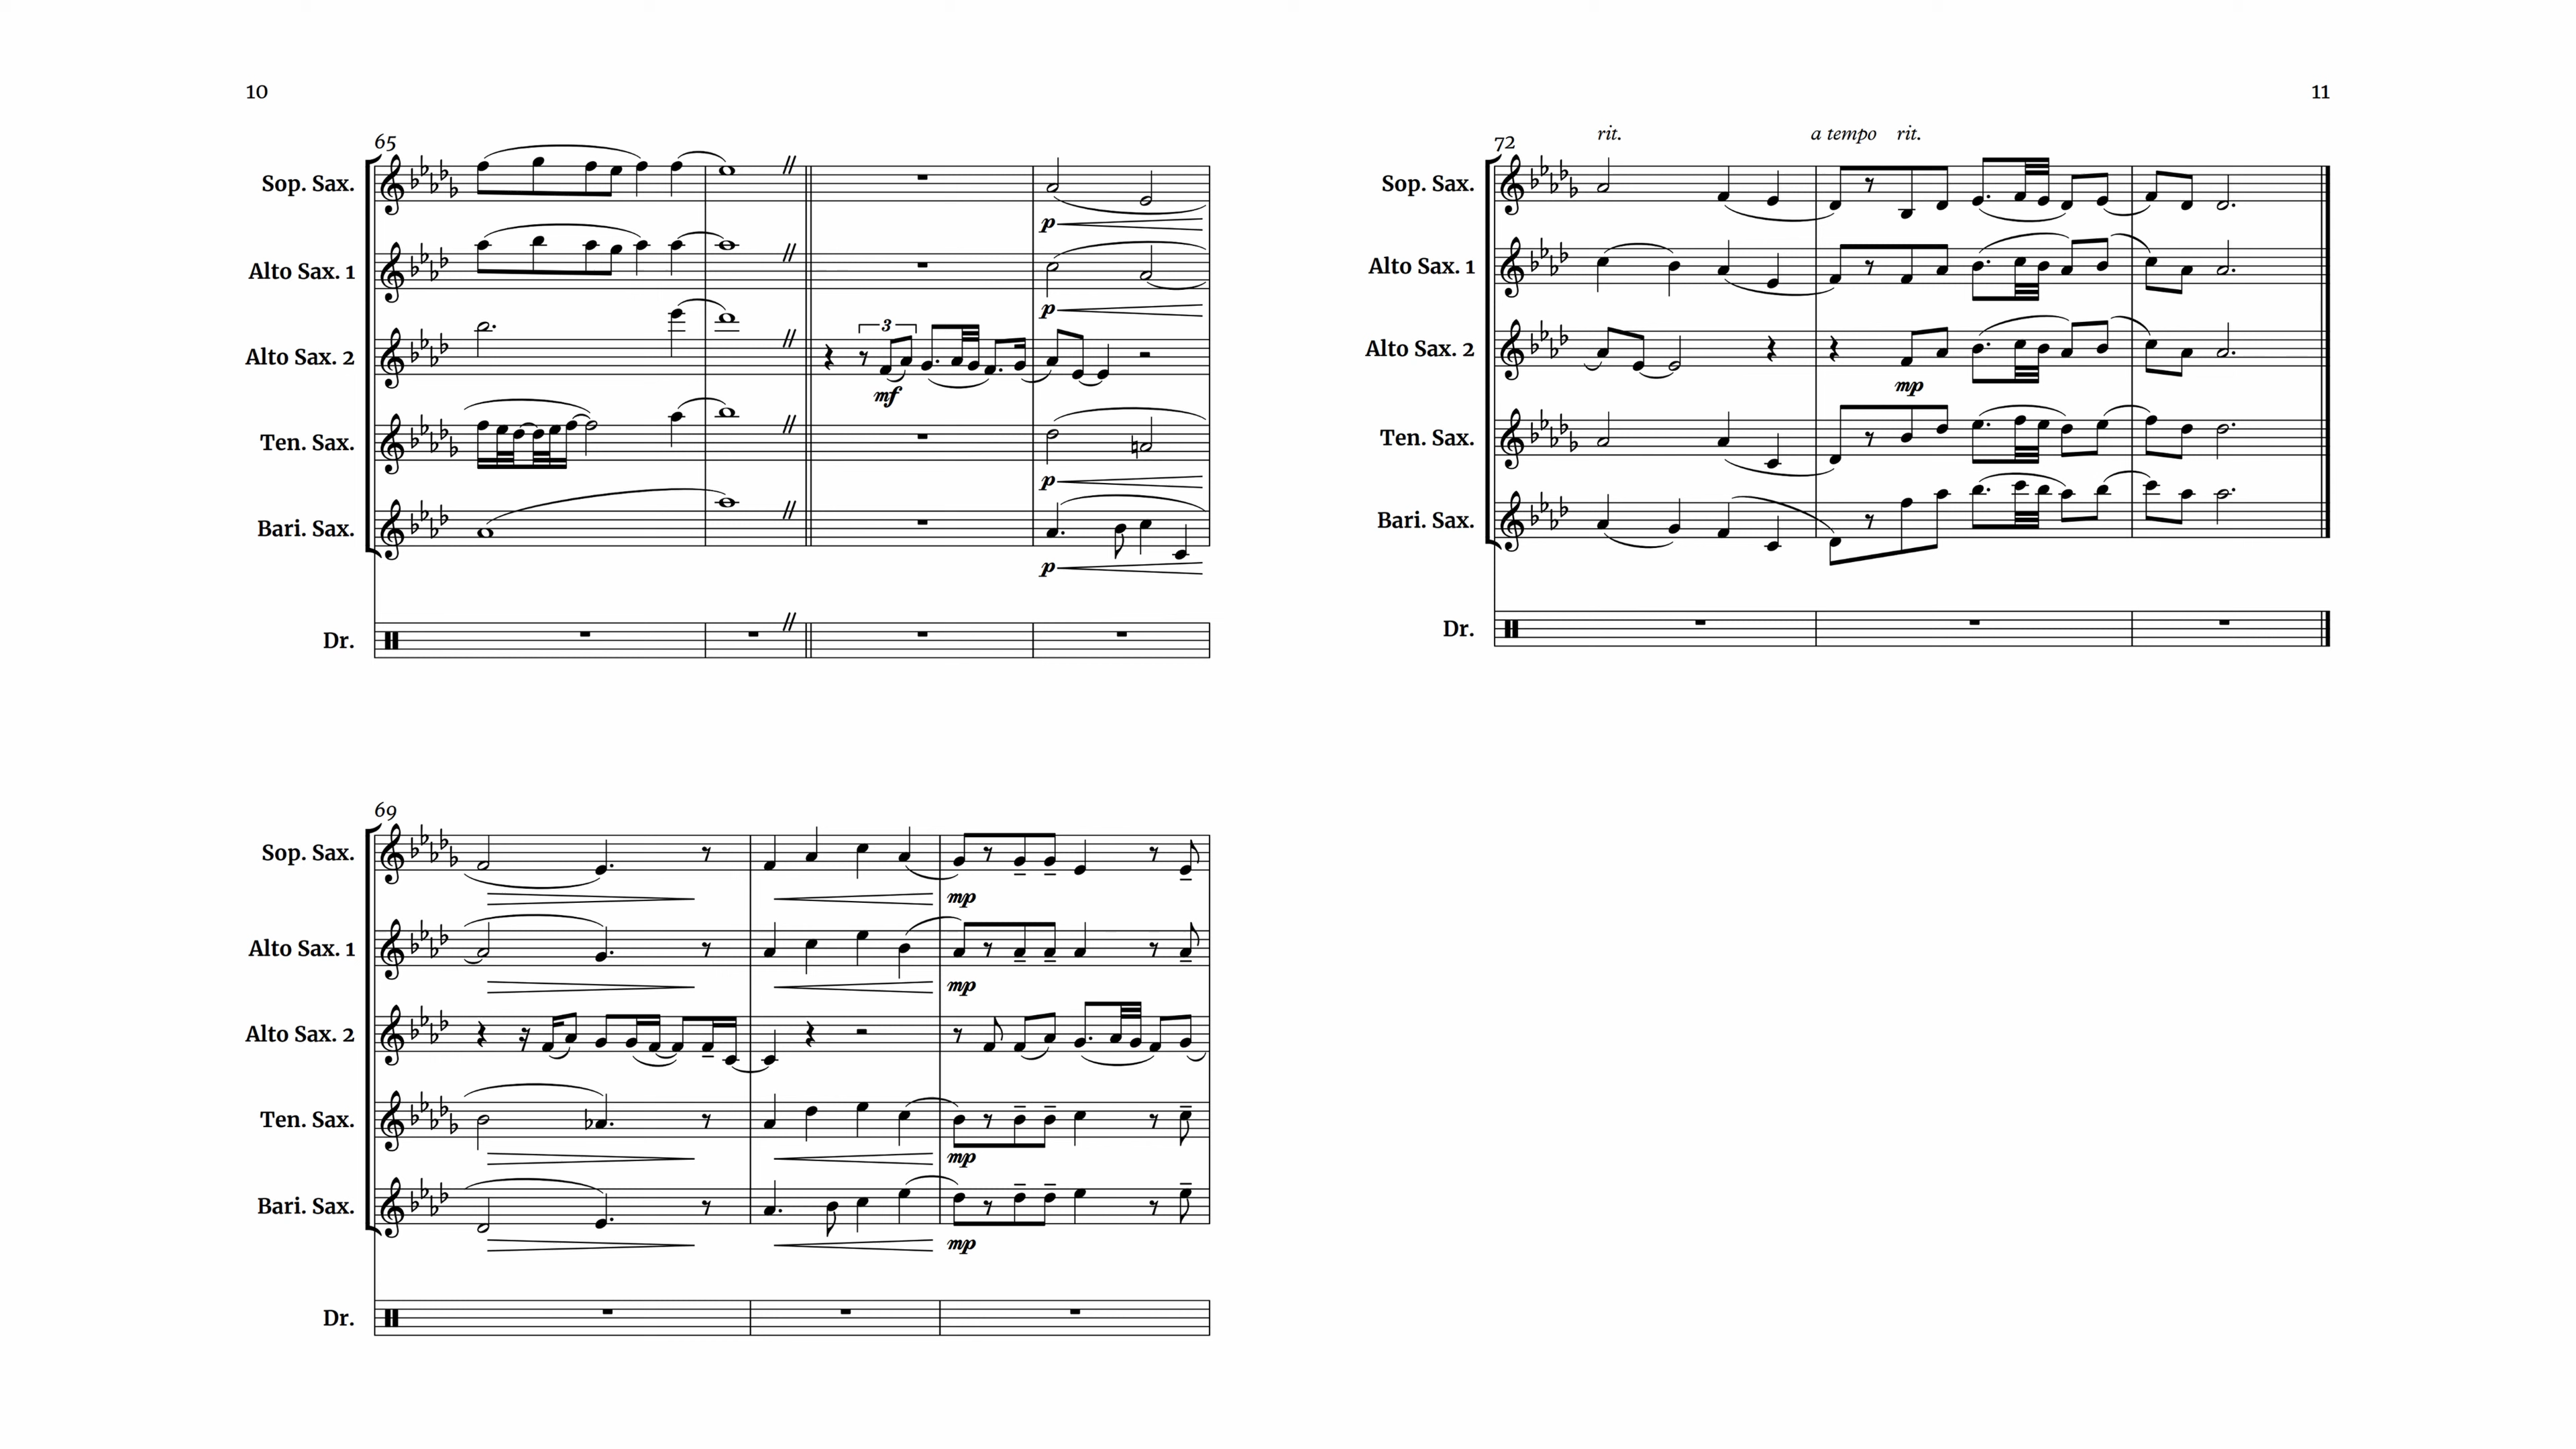 10
65
Sop. Sax.
p
Alto Sax. 1
p
3
Alto Sax. 2
mf
Ten. Sax.
p
Bari. Sax.
p
Dr.
69
Sop. Sax.
mp
Alto Sax. 1
mp
Alto Sax. 2
Ten. Sax.
mp
Bari. Sax.
mp
Dr.
11
rit. a tempo rit.
72
Sop. Sax.
Alto Sax. 1
Alto Sax. 2
mp
Ten. Sax.
Bari. Sax.
Dr.